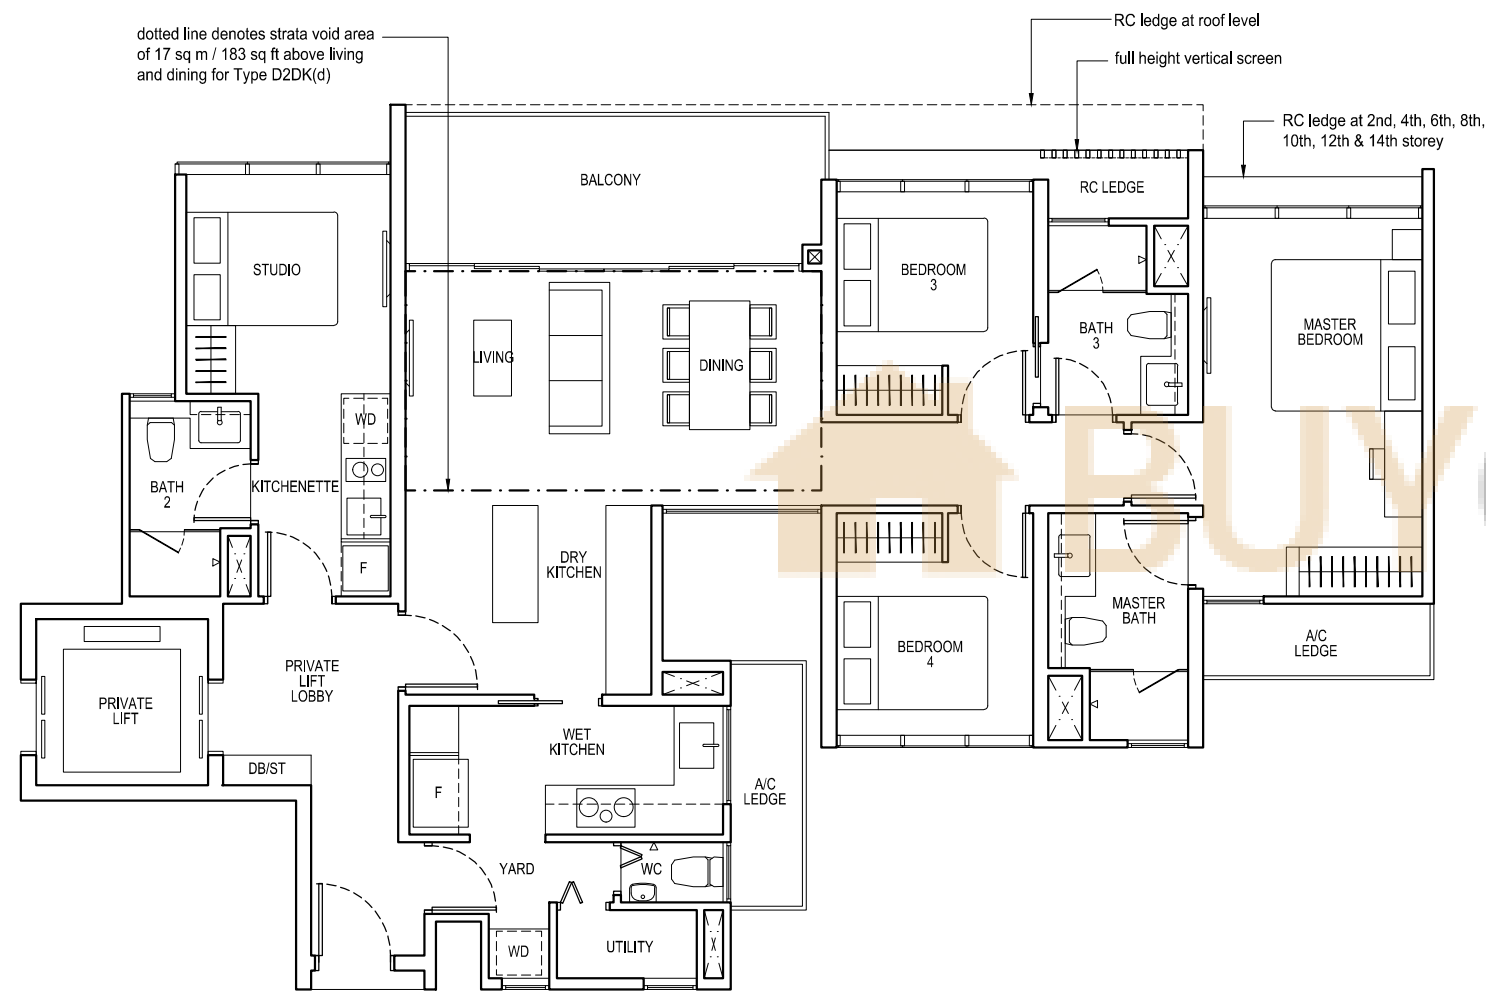 dotted line denotes strata void area
of 17 sq m / 183 sq ft above living
and dining for Type D2DK(d)
RC ledge at roof level
full height vertical screen
RC ledge at 2nd, 4th, 6th, 8th,
10th, 12th & 14th storey
BALCONY
RC LEDGE
STUDIO
BEDROOM
3
BATH
3
MASTER
BEDROOM
LIVING
DINING
WD
BUY
BATH
2
KITCHENETTE
F
DRY
KITCHEN
MASTER
BATH
BEDROOM
4
A/C
LEDGE
PRIVATE
LIFT
LOBBY
PRIVATE
LIFT
WET
KITCHEN
DB/ST
F
A/C
LEDGE
YARD
WC
WD
UTILITY
X
X
X
X
X